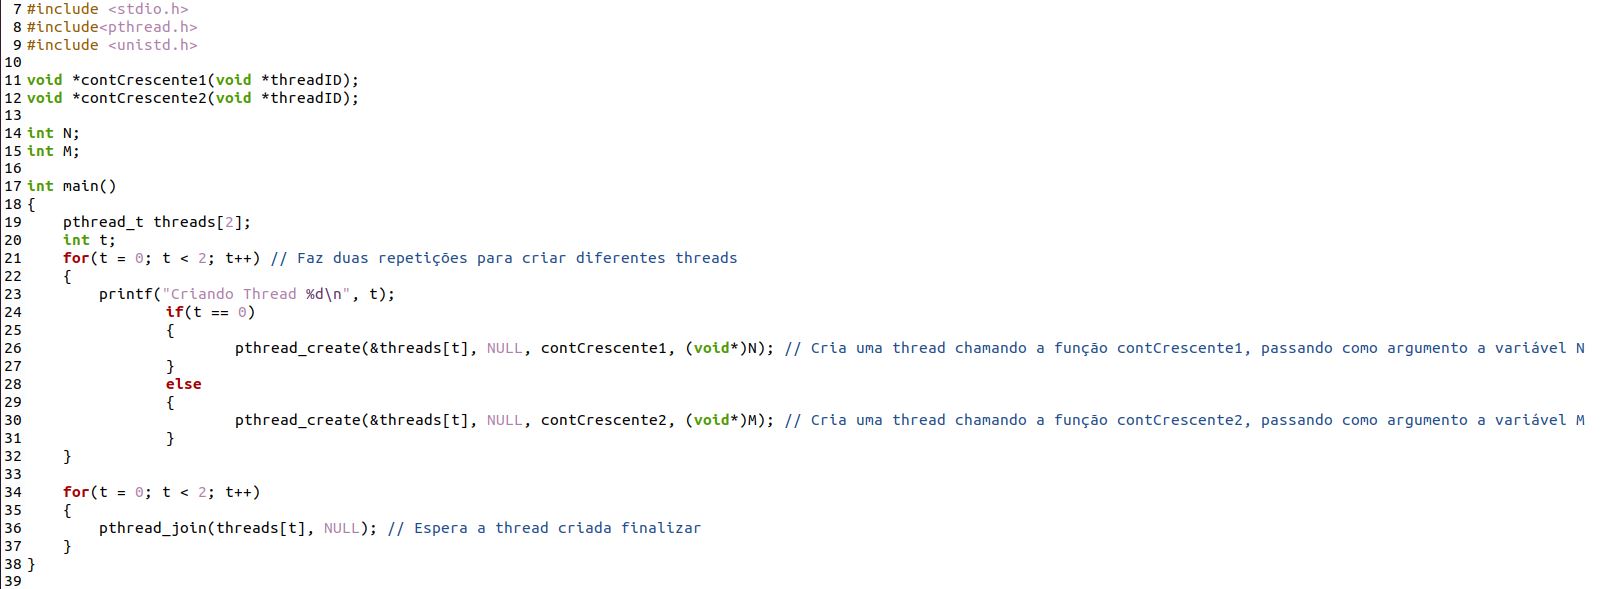 7 #include <stdio.h>
8 #include<pthread.h>
9 #include <unistd.h>
10
11 void *contCrescente1(void *threadID);
12 void *contCrescente2(void *threadID);
13
14 int N;
15 int M;
16
17 int main()
18 {
19     pthread_t threads[2];
20     int t;
21     for(t = 0; t < 2; t++) // Faz duas repetições para criar diferentes threads
22     {
23         printf("Criando Thread %d\n", t);
24                 if(t == 0)
25                 {
26                         pthread_create(&threads[t], NULL, contCrescente1, (void*)N); // Cria uma thread chamando a função contCrescente1, passando como argumento a variável N
27                 }
28                 else
29                 {
30                         pthread_create(&threads[t], NULL, contCrescente2, (void*)M); // Cria uma thread chamando a função contCrescente2, passando como argumento a variável M
31                 }
32     }
33
34     for(t = 0; t < 2; t++)
35     {
36         pthread_join(threads[t], NULL); // Espera a thread criada finalizar
37     }
38 }
39